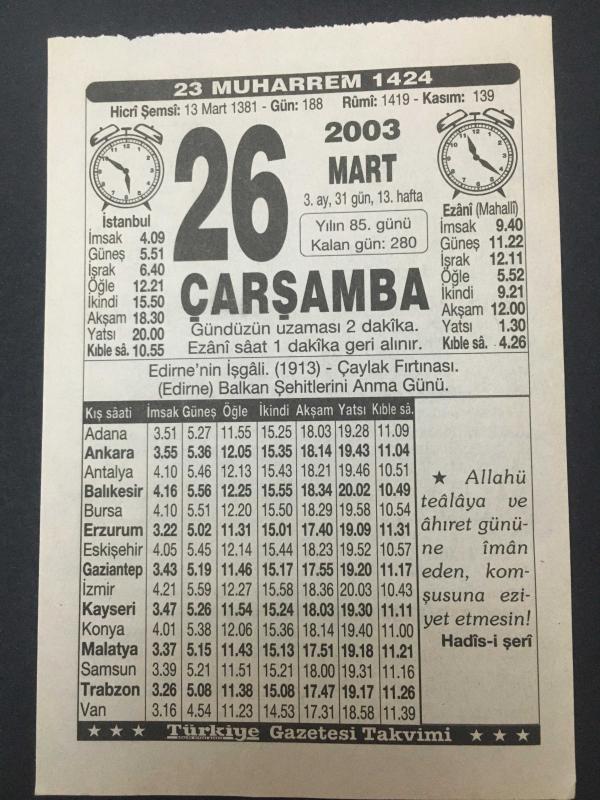 23 MUHARREM 1424
Hicrî Şemsî: 13 Mart 1381 - Gün: 188 Rûmî: 1419 - Kasım: 139
26
2003
MART
3. ay, 31 gün, 13. hafta
Yılın 85. günü
Kalan gün: 280
ÇARŞAMBA
Gündüzün uzaması 2 dakîka.
Ezânî sâat 1 dakîka geri alınır.
İstanbul
İmsak 4.09
Güneş 5.51
İşrak 6.40
Öğle 12.21
İkindi 15.50
Akşam 18.30
Yatsı 20.00
Kıble sâ. 10.55
Ezânî (Mahallî)
İmsak 9.40
Güneş 11.22
İşrak 12.11
Öğle 5.52
İkindi 9.21
Akşam 12.00
Yatsı 1.30
Kıble sâ. 4.26
Edirne'nin İşgâli. (1913) - Çaylak Fırtınası.
(Edirne) Balkan Şehitlerini Anma Günü.
Kış sâati İmsak Güneş Öğle İkindi Akşam Yatsı Kıble sâ.
Adana 3.51 5.27 11.55 15.25 18.03 19.28 11.09
Ankara 3.55 5.36 12.05 15.35 18.14 19.43 11.04
Antalya 4.10 5.46 12.13 15.43 18.21 19.46 10.51
Balıkesir 4.16 5.56 12.25 15.55 18.34 20.02 10.49
Bursa 4.10 5.51 12.20 15.50 18.29 19.58 10.54
Erzurum 3.22 5.02 11.31 15.01 17.40 19.09 11.31
Eskişehir 4.05 5.45 12.14 15.44 18.23 19.52 10.57
Gaziantep 3.43 5.19 11.46 15.17 17.55 19.20 11.17
İzmir 4.21 5.59 12.27 15.58 18.36 20.03 10.43
Kayseri 3.47 5.26 11.54 15.24 18.03 19.30 11.11
Konya 4.01 5.38 12.06 15.36 18.14 19.40 11.00
Malatya 3.37 5.15 11.43 15.13 17.51 19.18 11.21
Samsun 3.39 5.21 11.51 15.21 18.00 19.31 11.16
Trabzon 3.26 5.08 11.38 15.08 17.47 19.17 11.26
Van 3.16 4.54 11.23 14.53 17.31 18.58 11.39
★ Allahü
teâlâya ve
âhıret günü-
ne îmân
eden, kom-
şusuna ezi-
yet etmesin!
Hadîs-i şerî
★ ★ ★ Türkiye Gazetesi Takvimi ★ ★ ★